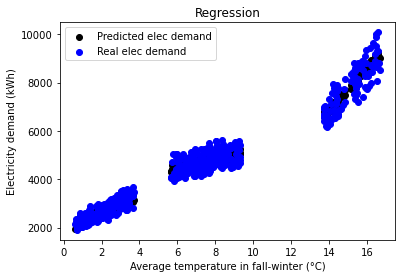 Regression
Predicted elec demand
Real elec demand
Electricity demand (kWh)
10000
8000
6000
4000
2000
0 2 4 6 8 10 12 14 16
Average temperature in fall-winter (°C)